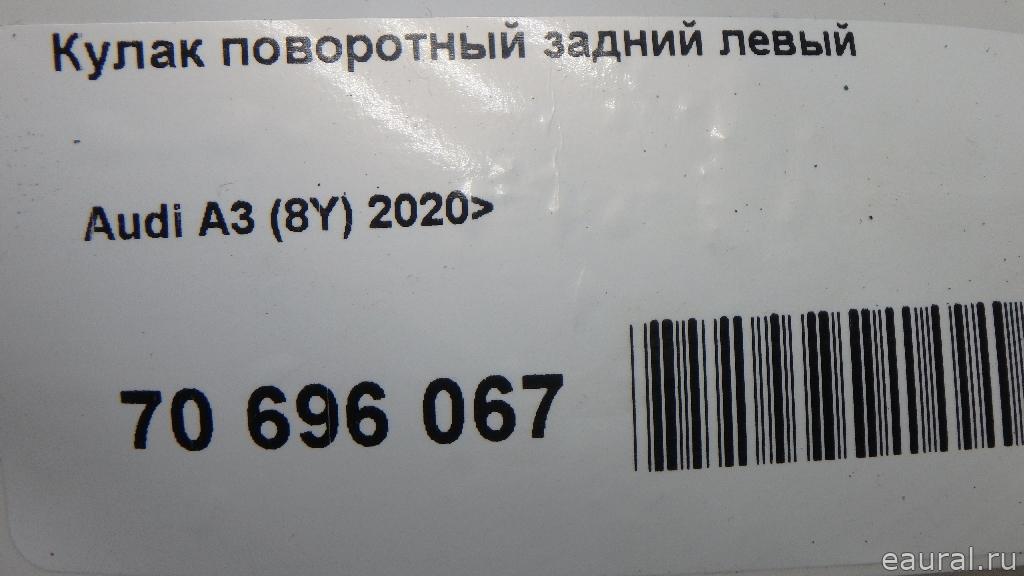 Кулак поворотный задний левый
Audi A3 (8Y) 2020>
70 696 067
eaural.ru